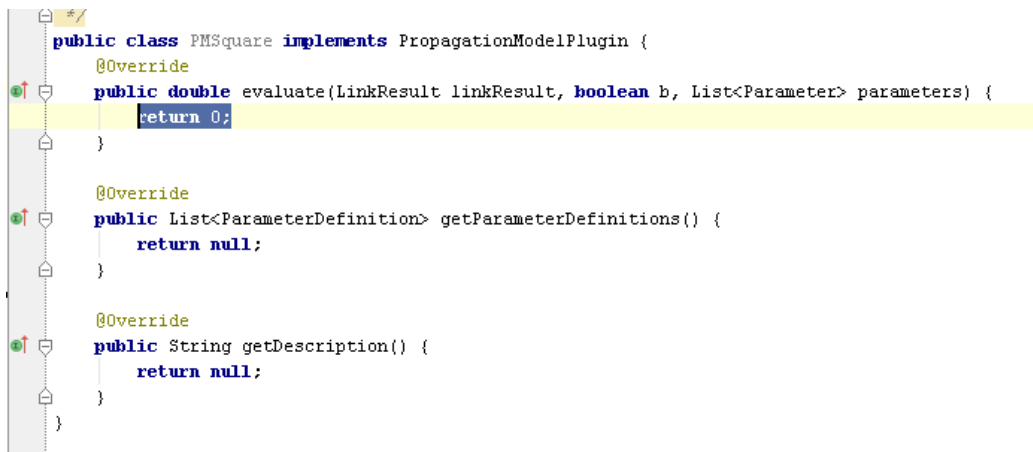 */
public class PMSquare implements PropagationModelPlugin {
@Override
public double evaluate(LinkResult linkResult, boolean b, List<Parameter> parameters) {
return 0;
}
@Override
public List<ParameterDefinition> getParameterDefinitions() {
return null;
}
@Override
public String getDescription() {
return null;
}
}